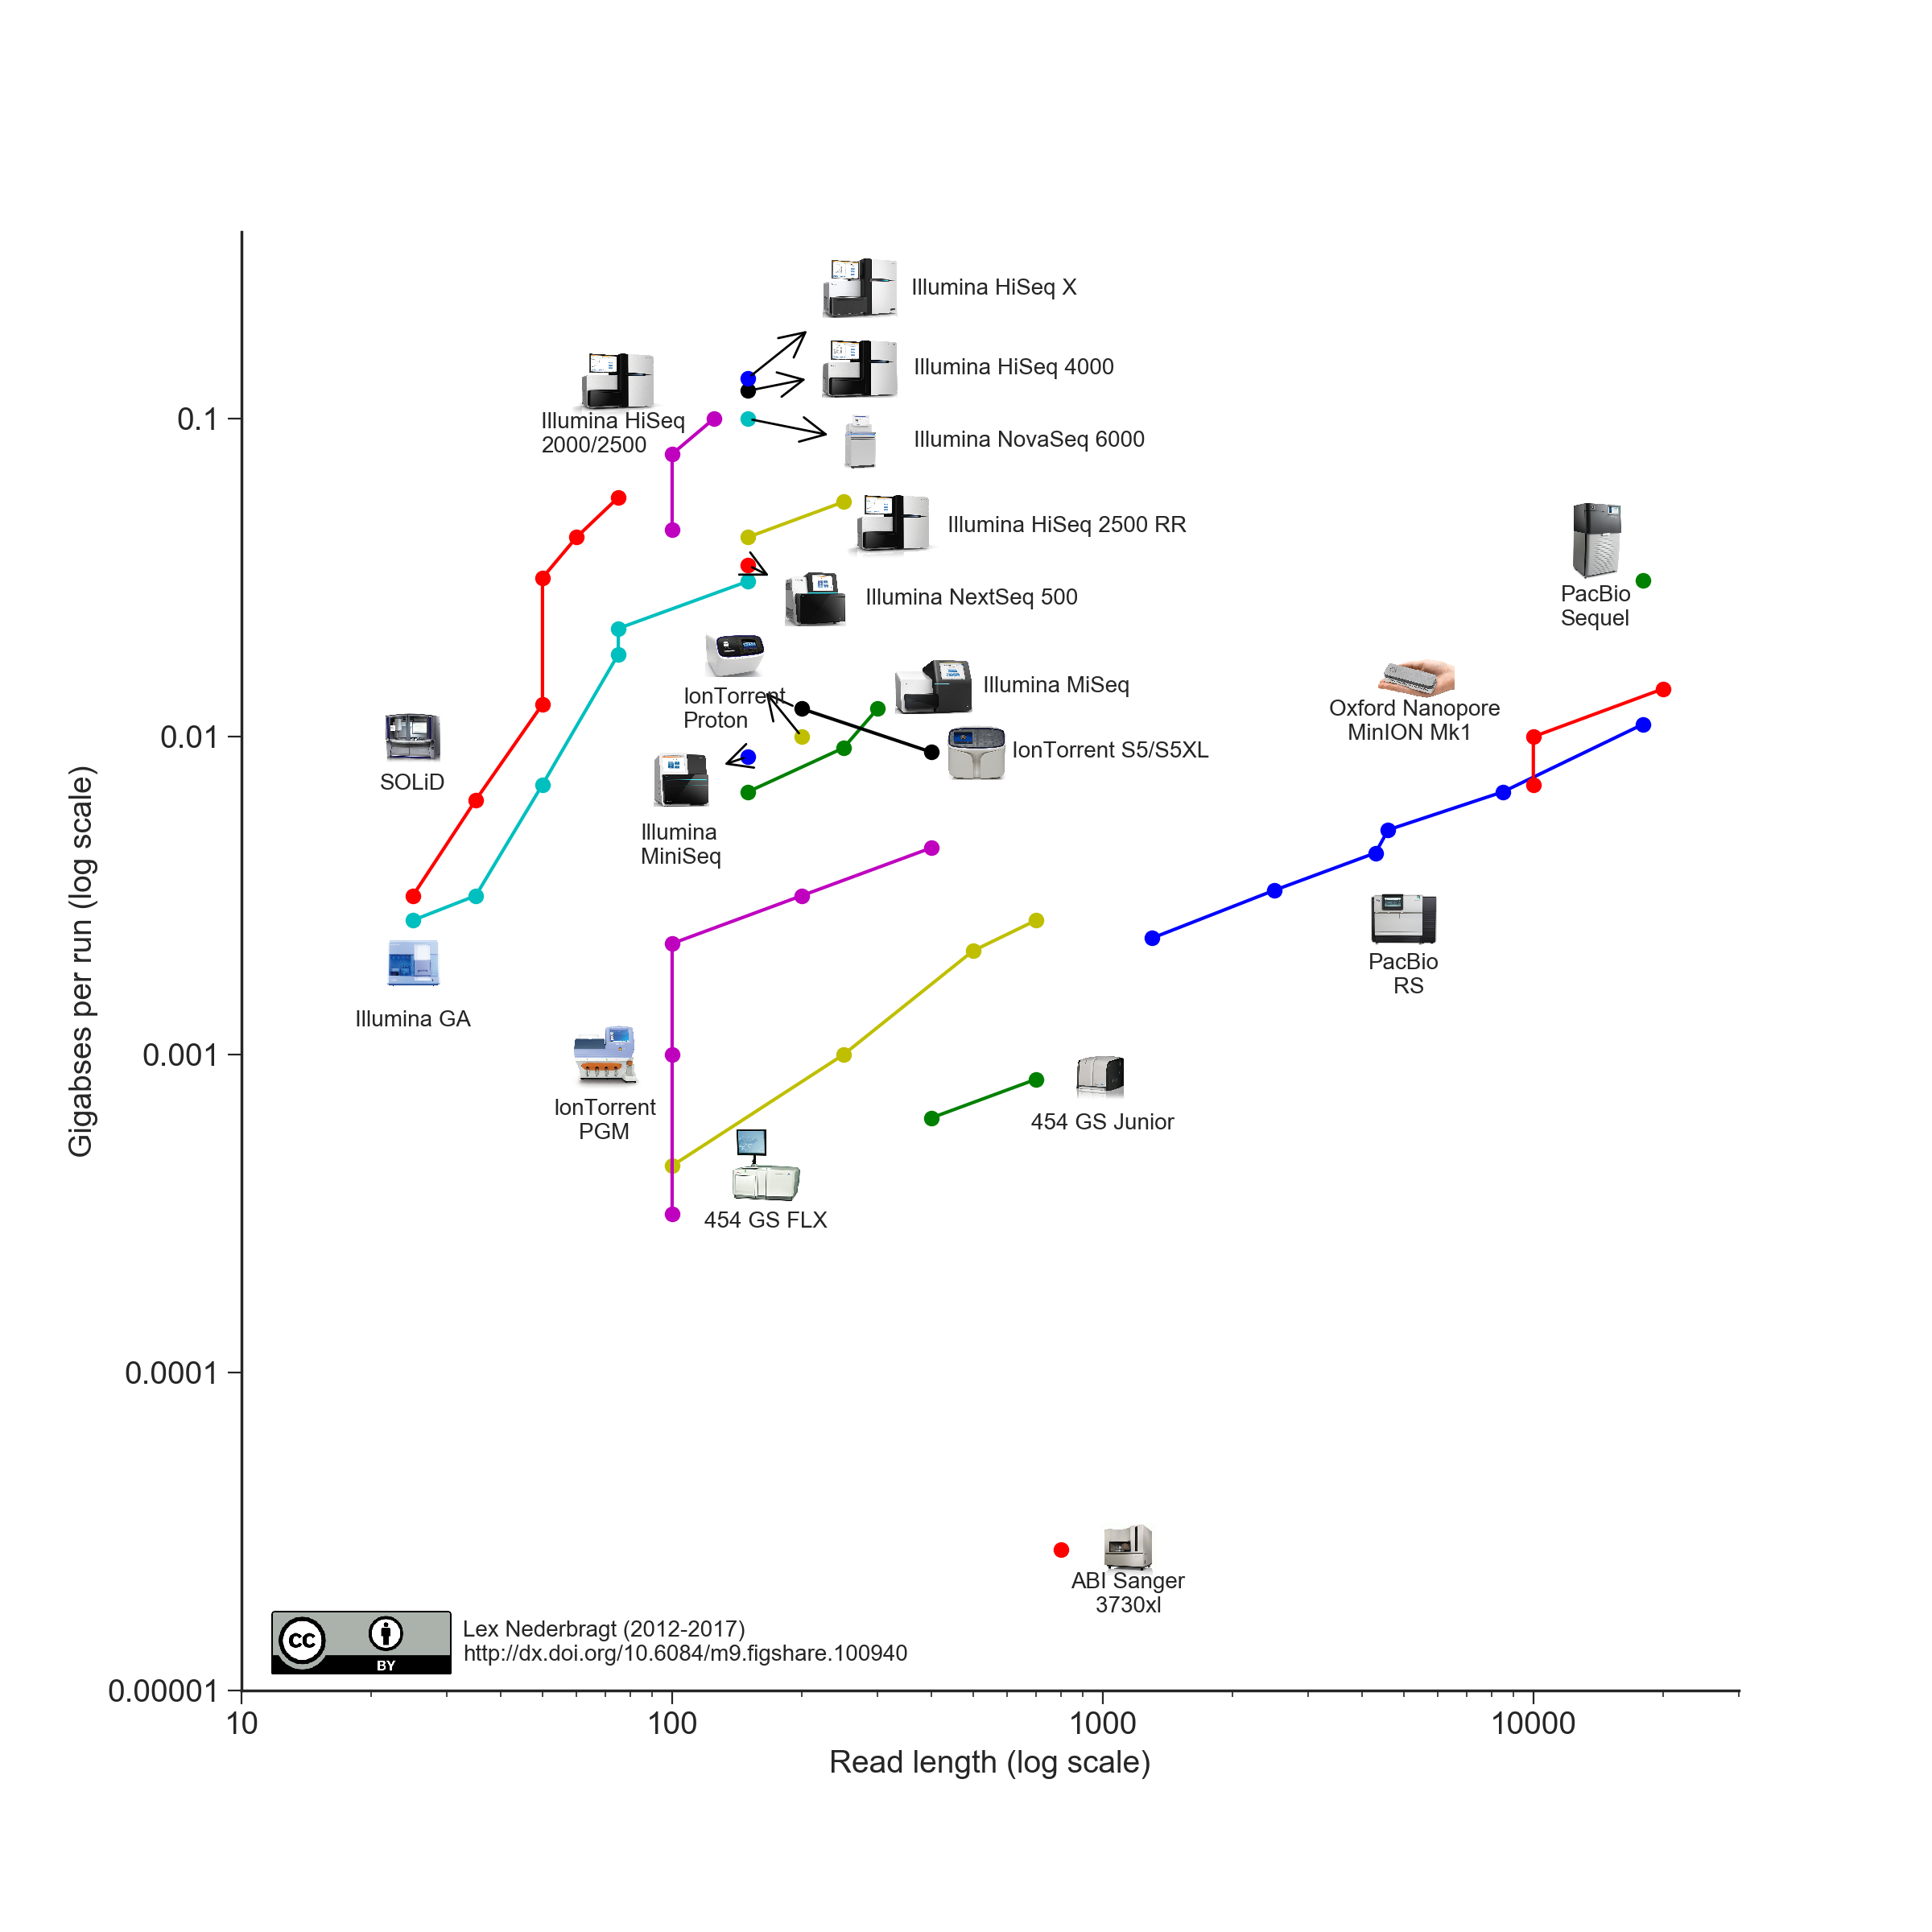 Illumina HiSeq X
Illumina HiSeq 4000
Illumina HiSeq
2000/2500
0.1
Illumina NovaSeq 6000
Illumina HiSeq 2500 RR
Illumina NextSeq 500
PacBio
Sequel
IonTorrent
Proton
Illumina MiSeq
Oxford Nanopore
MinION Mk1
0.01
IonTorrent S5/S5XL
SOLiD
Illumina
MiniSeq
Gigabses per run (log scale)
PacBio
RS
Illumina GA
0.001
IonTorrent
PGM
454 GS Junior
454 GS FLX
0.0001
ABI Sanger
3730xl
cc
BY
Lex Nederbragt (2012-2017)
http://dx.doi.org/10.6084/m9.figshare.100940
0.00001
10
100
1000
10000
Read length (log scale)